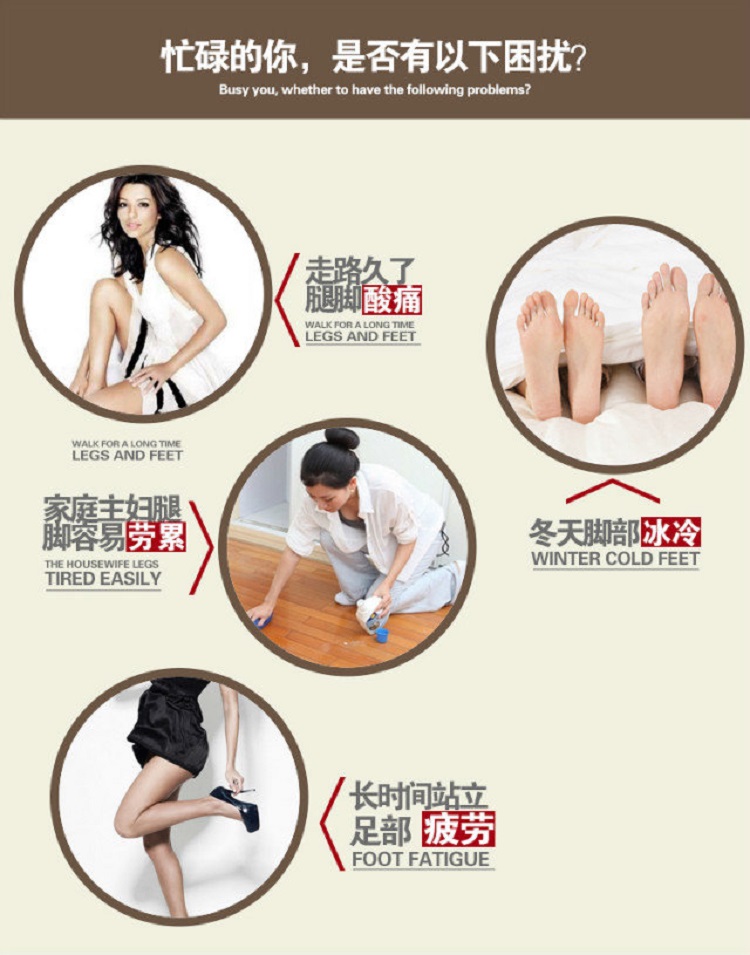 忙碌的你，是否有以下困扰?
Busy you, whether to have the following problems?
走路久了
腿脚酸痛
WALK FOR A LONG TIME
LEGS AND FEET
WALK FOR A LONG TIME
LEGS AND FEET
家庭主妇腿
脚容易劳累
THE HOUSEWIFE LEGS
TIRED EASILY
冬天脚部冰冷
WINTER COLD FEET
长时间站立
足部 疲劳
FOOT FATIGUE